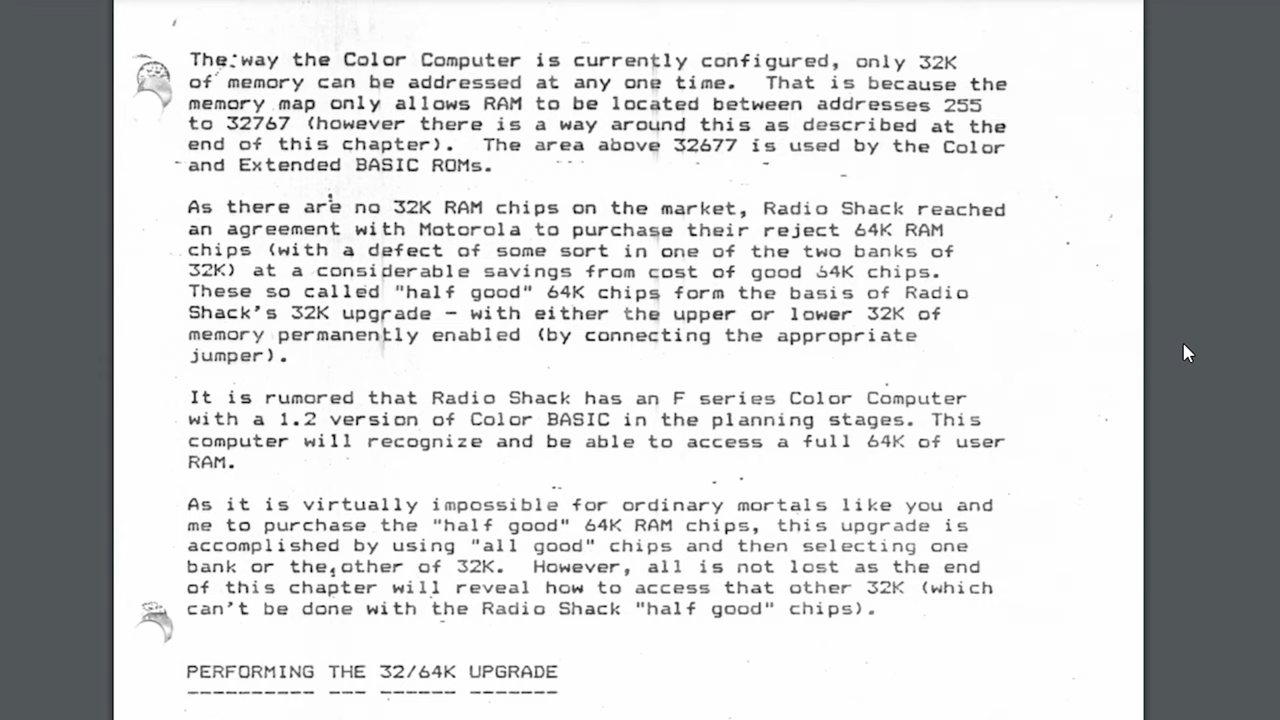 The way the Color Computer is currently configured, only 32K
of memory can be addressed at any one time. That is because the
memory map only allows RAM to be located between addresses 255
to 32767 (however there is a way around this as described at the
end of this chapter). The area above 32677 is used by the Color
and Extended BASIC ROMs.
As there are no 32K RAM chips on the market, Radio Shack reached
an agreement with Motorola to purchase their reject 64K RAM
chips (with a defect of some sort in one of the two banks of
32K) at a considerable savings from cost of good 64K chips.
These so called "half good" 64K chips form the basis of Radio
Shack's 32K upgrade - with either the upper or lower 32K of
memory permanently enabled (by connecting the appropriate
jumper).
It is rumored that Radio Shack has an F series Color Computer
with a 1.2 version of Color BASIC in the planning stages. This
computer will recognize and be able to access a full 64K of user
RAM.
As it is virtually impossible for ordinary mortals like you and
me to purchase the "half good" 64K RAM chips, this upgrade is
accomplished by using "all good" chips and then selecting one
bank or the other of 32K. However, all is not lost as the end
of this chapter will reveal how to access that other 32K (which
can't be done with the Radio Shack "half good" chips).
PERFORMING THE 32/64K UPGRADE